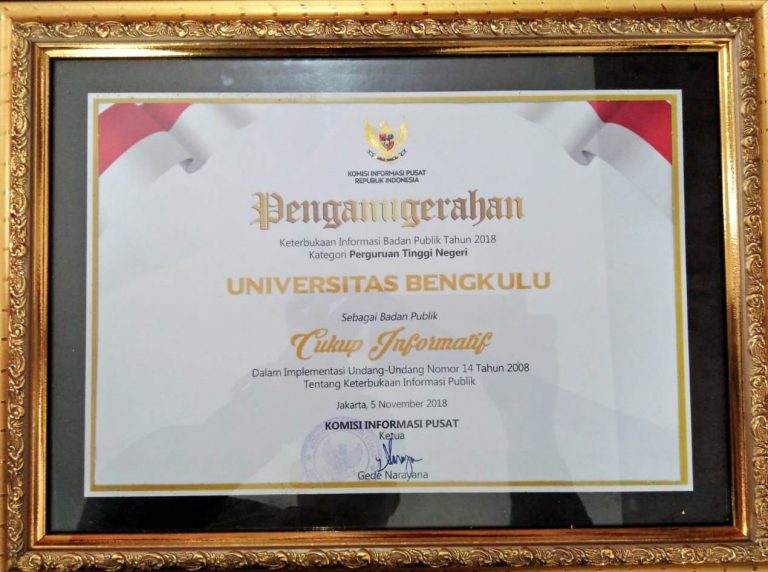 KOMISI INFORMASI PUSAT
REPUBLIK INDONESIA
Penganugerahan
Keterbukaan Informasi Badan Publik Tahun 2018
Kategori Perguruan Tinggi Negeri
UNIVERSITAS BENGKULU
Sebagai Badan Publik
Cukup Informatif
Dalam Implementasi Undang-Undang Nomor 14 Tahun 2008
Tentang Keterbukaan Informasi Publik
Jakarta, 5 November 2018
KOMISI INFORMASI PUSAT
Ketua
Gede Narayana